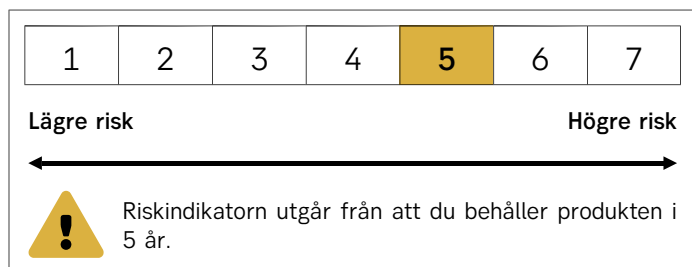 1 2 3 4 5 6 7
Lägre risk Högre risk
Riskindikatorn utgår från att du behåller produkten i
5 år.